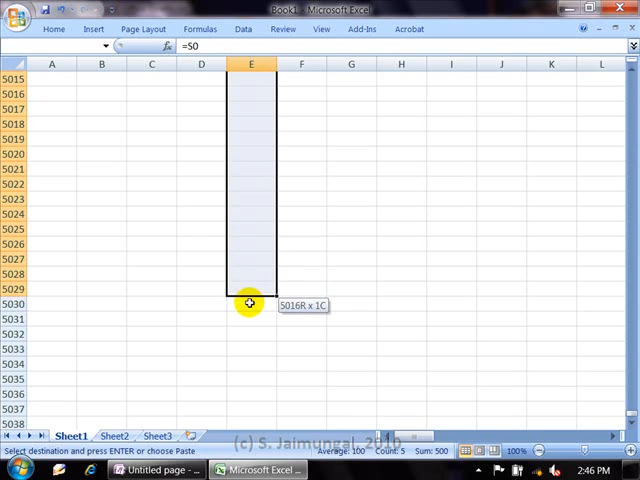 Book1 - Microsoft Excel
Home Insert Page Layout Formulas Data Review View Add-Ins Acrobat
fx =S0
A B C D E F G H I J K L
5015
5016
5017
5018
5019
5020
5021
5022
5023
5024
5025
5026
5027
5028
5029
5030
5016R x 1C
5031
5032
5033
5034
5035
5036
5037
5038
Sheet1 Sheet2 Sheet3
(c) S. Jaimungal, 2010
Select destination and press ENTER or choose Paste Average: 100 Count: 5 Sum: 500 100%
Untitled page - ... Microsoft Excel ... 2:46 PM